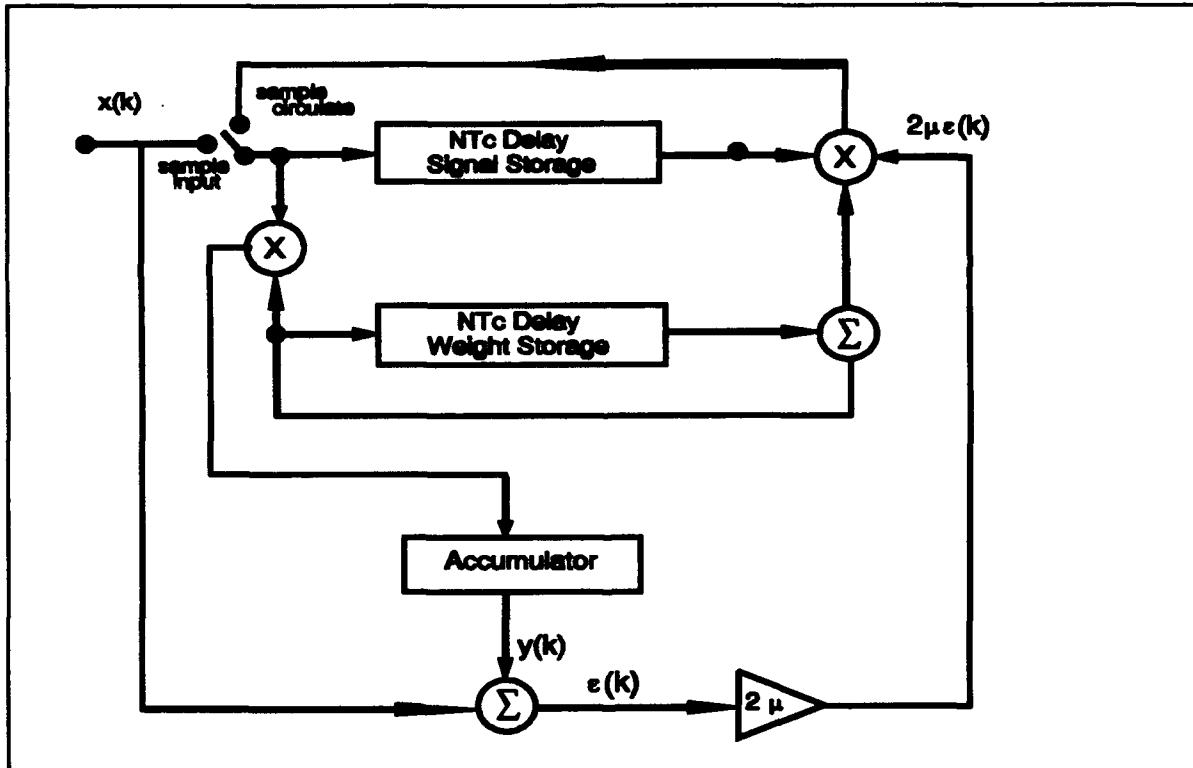 x(k)
sample
circulate
sample
input
NTc Delay
Signal Storage
2με(k)
X
X
NTc Delay
Weight Storage
Σ
Accumulator
y(k)
Σ
ε(k)
2 μ